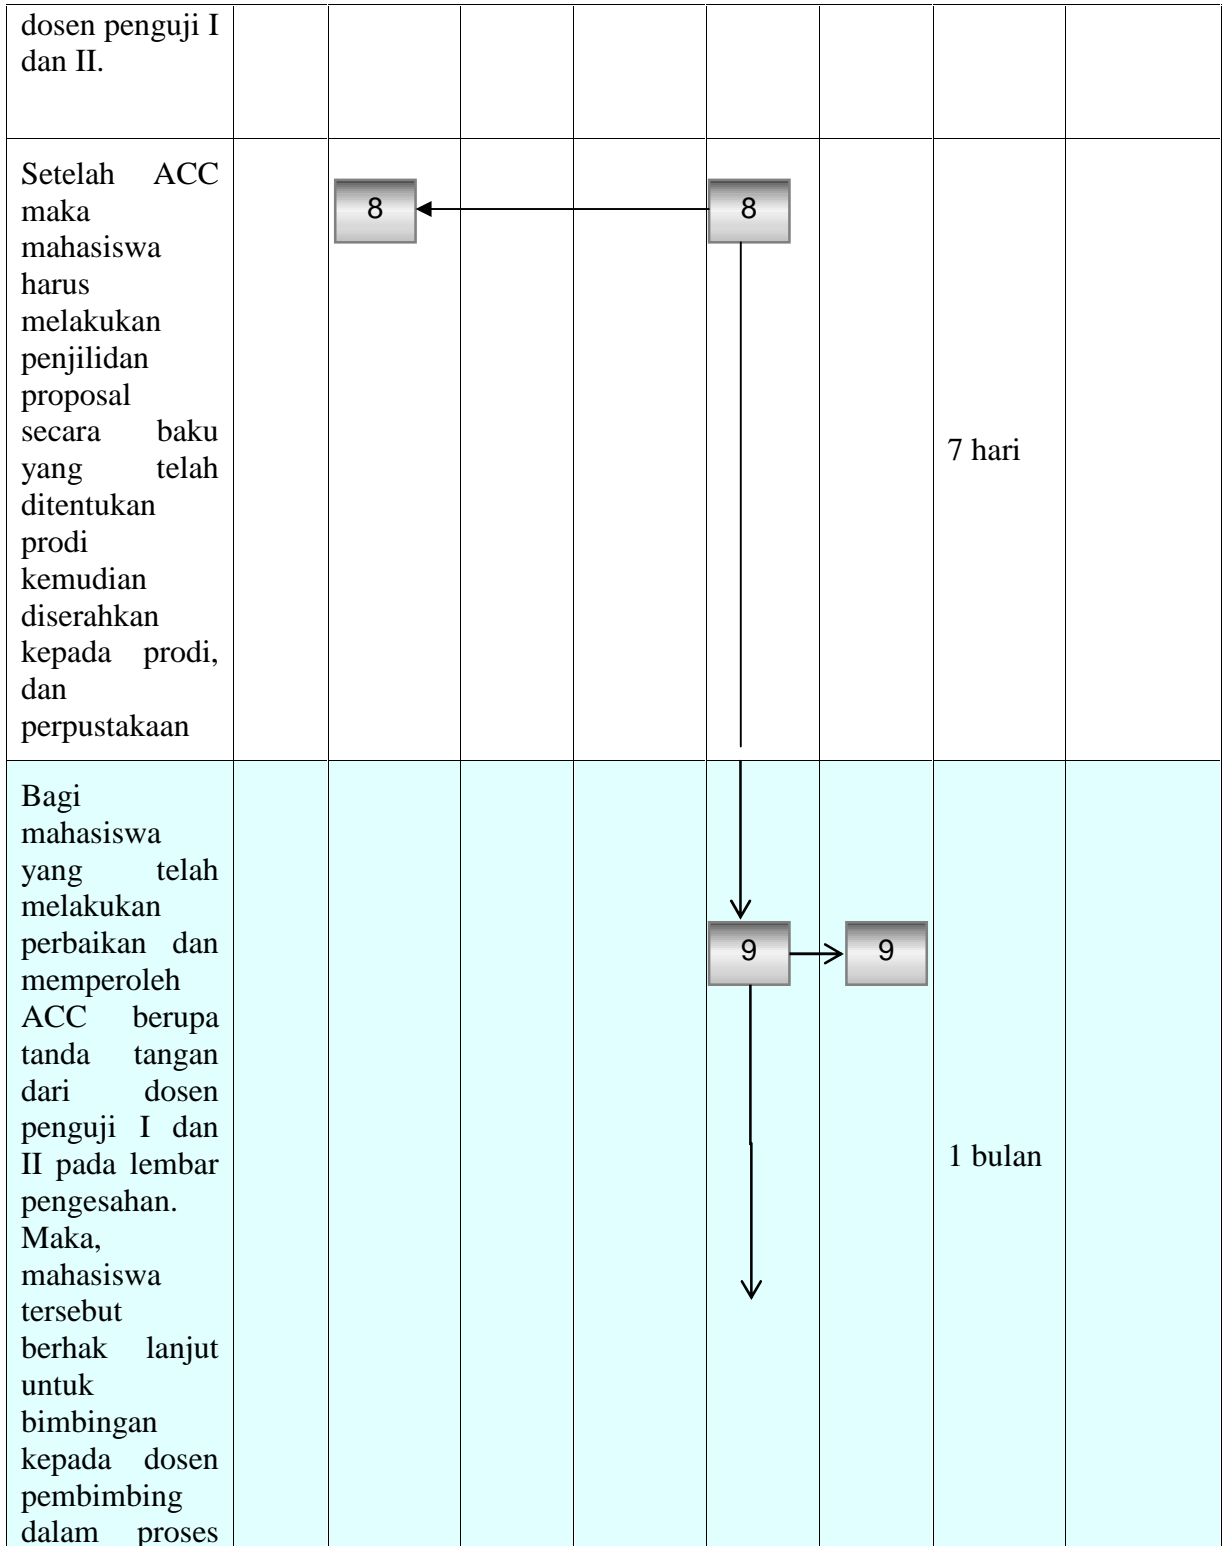 dosen penguji I
dan II.
Setelah ACC
maka
mahasiswa
harus
melakukan
penjilidan
proposal
secara baku
yang telah
ditentukan
prodi
kemudian
diserahkan
kepada prodi,
dan
perpustakaan
8
8
7 hari
Bagi
mahasiswa
yang telah
melakukan
perbaikan dan
memperoleh
ACC berupa
tanda tangan
dari dosen
penguji I dan
II pada lembar
pengesahan.
Maka,
mahasiswa
tersebut
berhak lanjut
untuk
bimbingan
kepada dosen
pembimbing
dalam proses
9
9
1 bulan